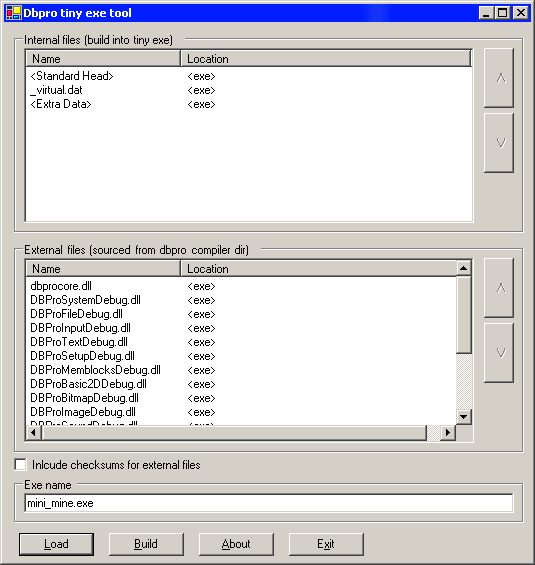 Dbpro tiny exe tool
Internal files (build into tiny exe)
Name Location
<Standard Head> <exe>
_virtual.dat <exe>
<Extra Data> <exe>
External files (sourced from dbpro compiler dir)
Name Location
dbprocore.dll <exe>
DBProSystemDebug.dll <exe>
DBProFileDebug.dll <exe>
DBProInputDebug.dll <exe>
DBProTextDebug.dll <exe>
DBProSetupDebug.dll <exe>
DBProMemblocksDebug.dll <exe>
DBProBasic2DDebug.dll <exe>
DBProBitmapDebug.dll <exe>
DBProImageDebug.dll <exe>
DBProSoundDebug.dll <exe>
Inlcude checksums for external files
Exe name
mini_mine.exe
Load Build About Exit